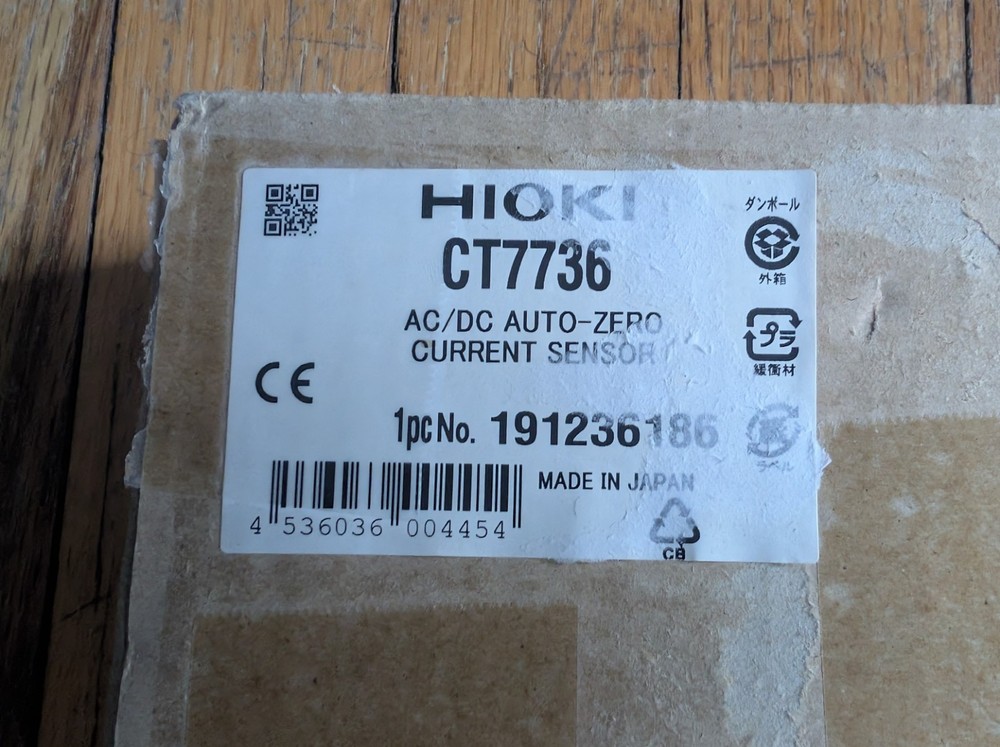 HIOKI
CT7736
AC/DC AUTO-ZERO
CURRENT SENSOR
1pc No. 191236186
MADE IN JAPAN
4 536036 004454
CB
ダンボール
外箱
プラ
緩衝材
ラベル